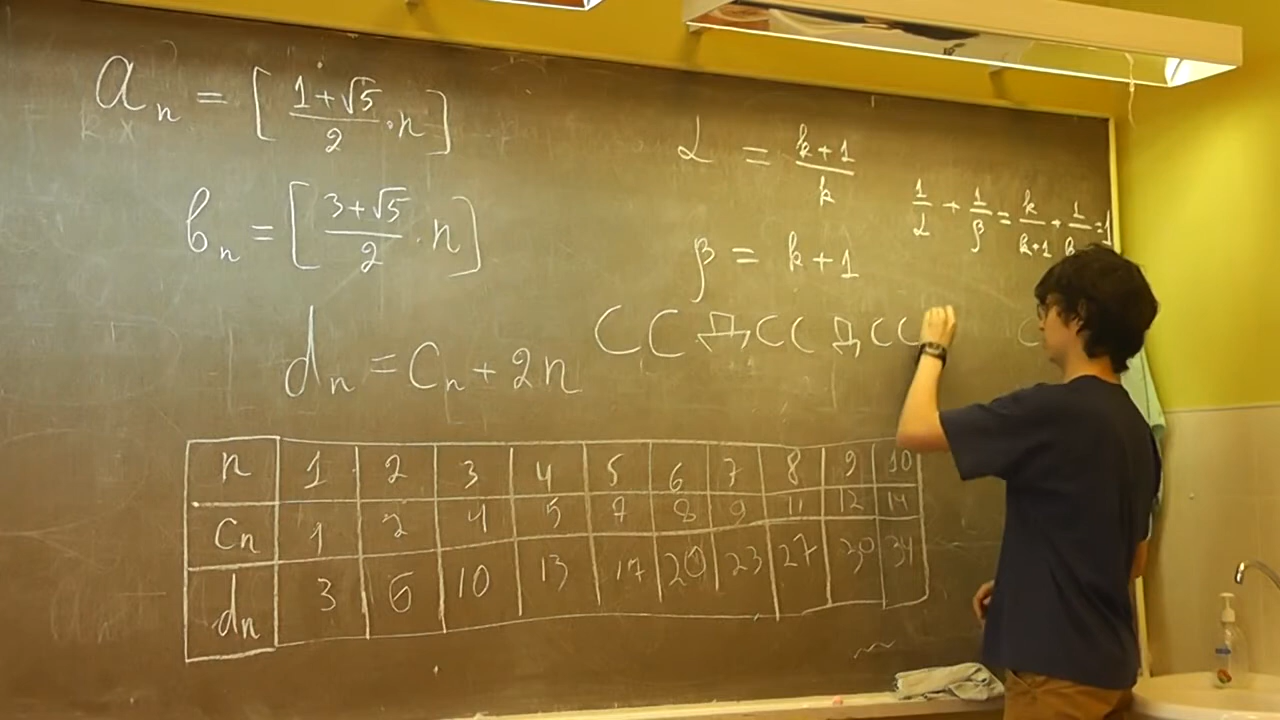 aₙ = [(1+√5)/2 · n]
bₙ = [(3+√5)/2 · n]
dₙ = Cₙ + 2n
α = (k+1)/k
β = k+1
1/α + 1/β = k/(k+1) + 1/ = 1
С С Д С С Д С С
n 1 2 3 4 5 6 7 8 9 10
Cₙ 1 2 4 5 7 8 9 11 12 14
dₙ 3 6 10 13 17 20 23 27 30 34